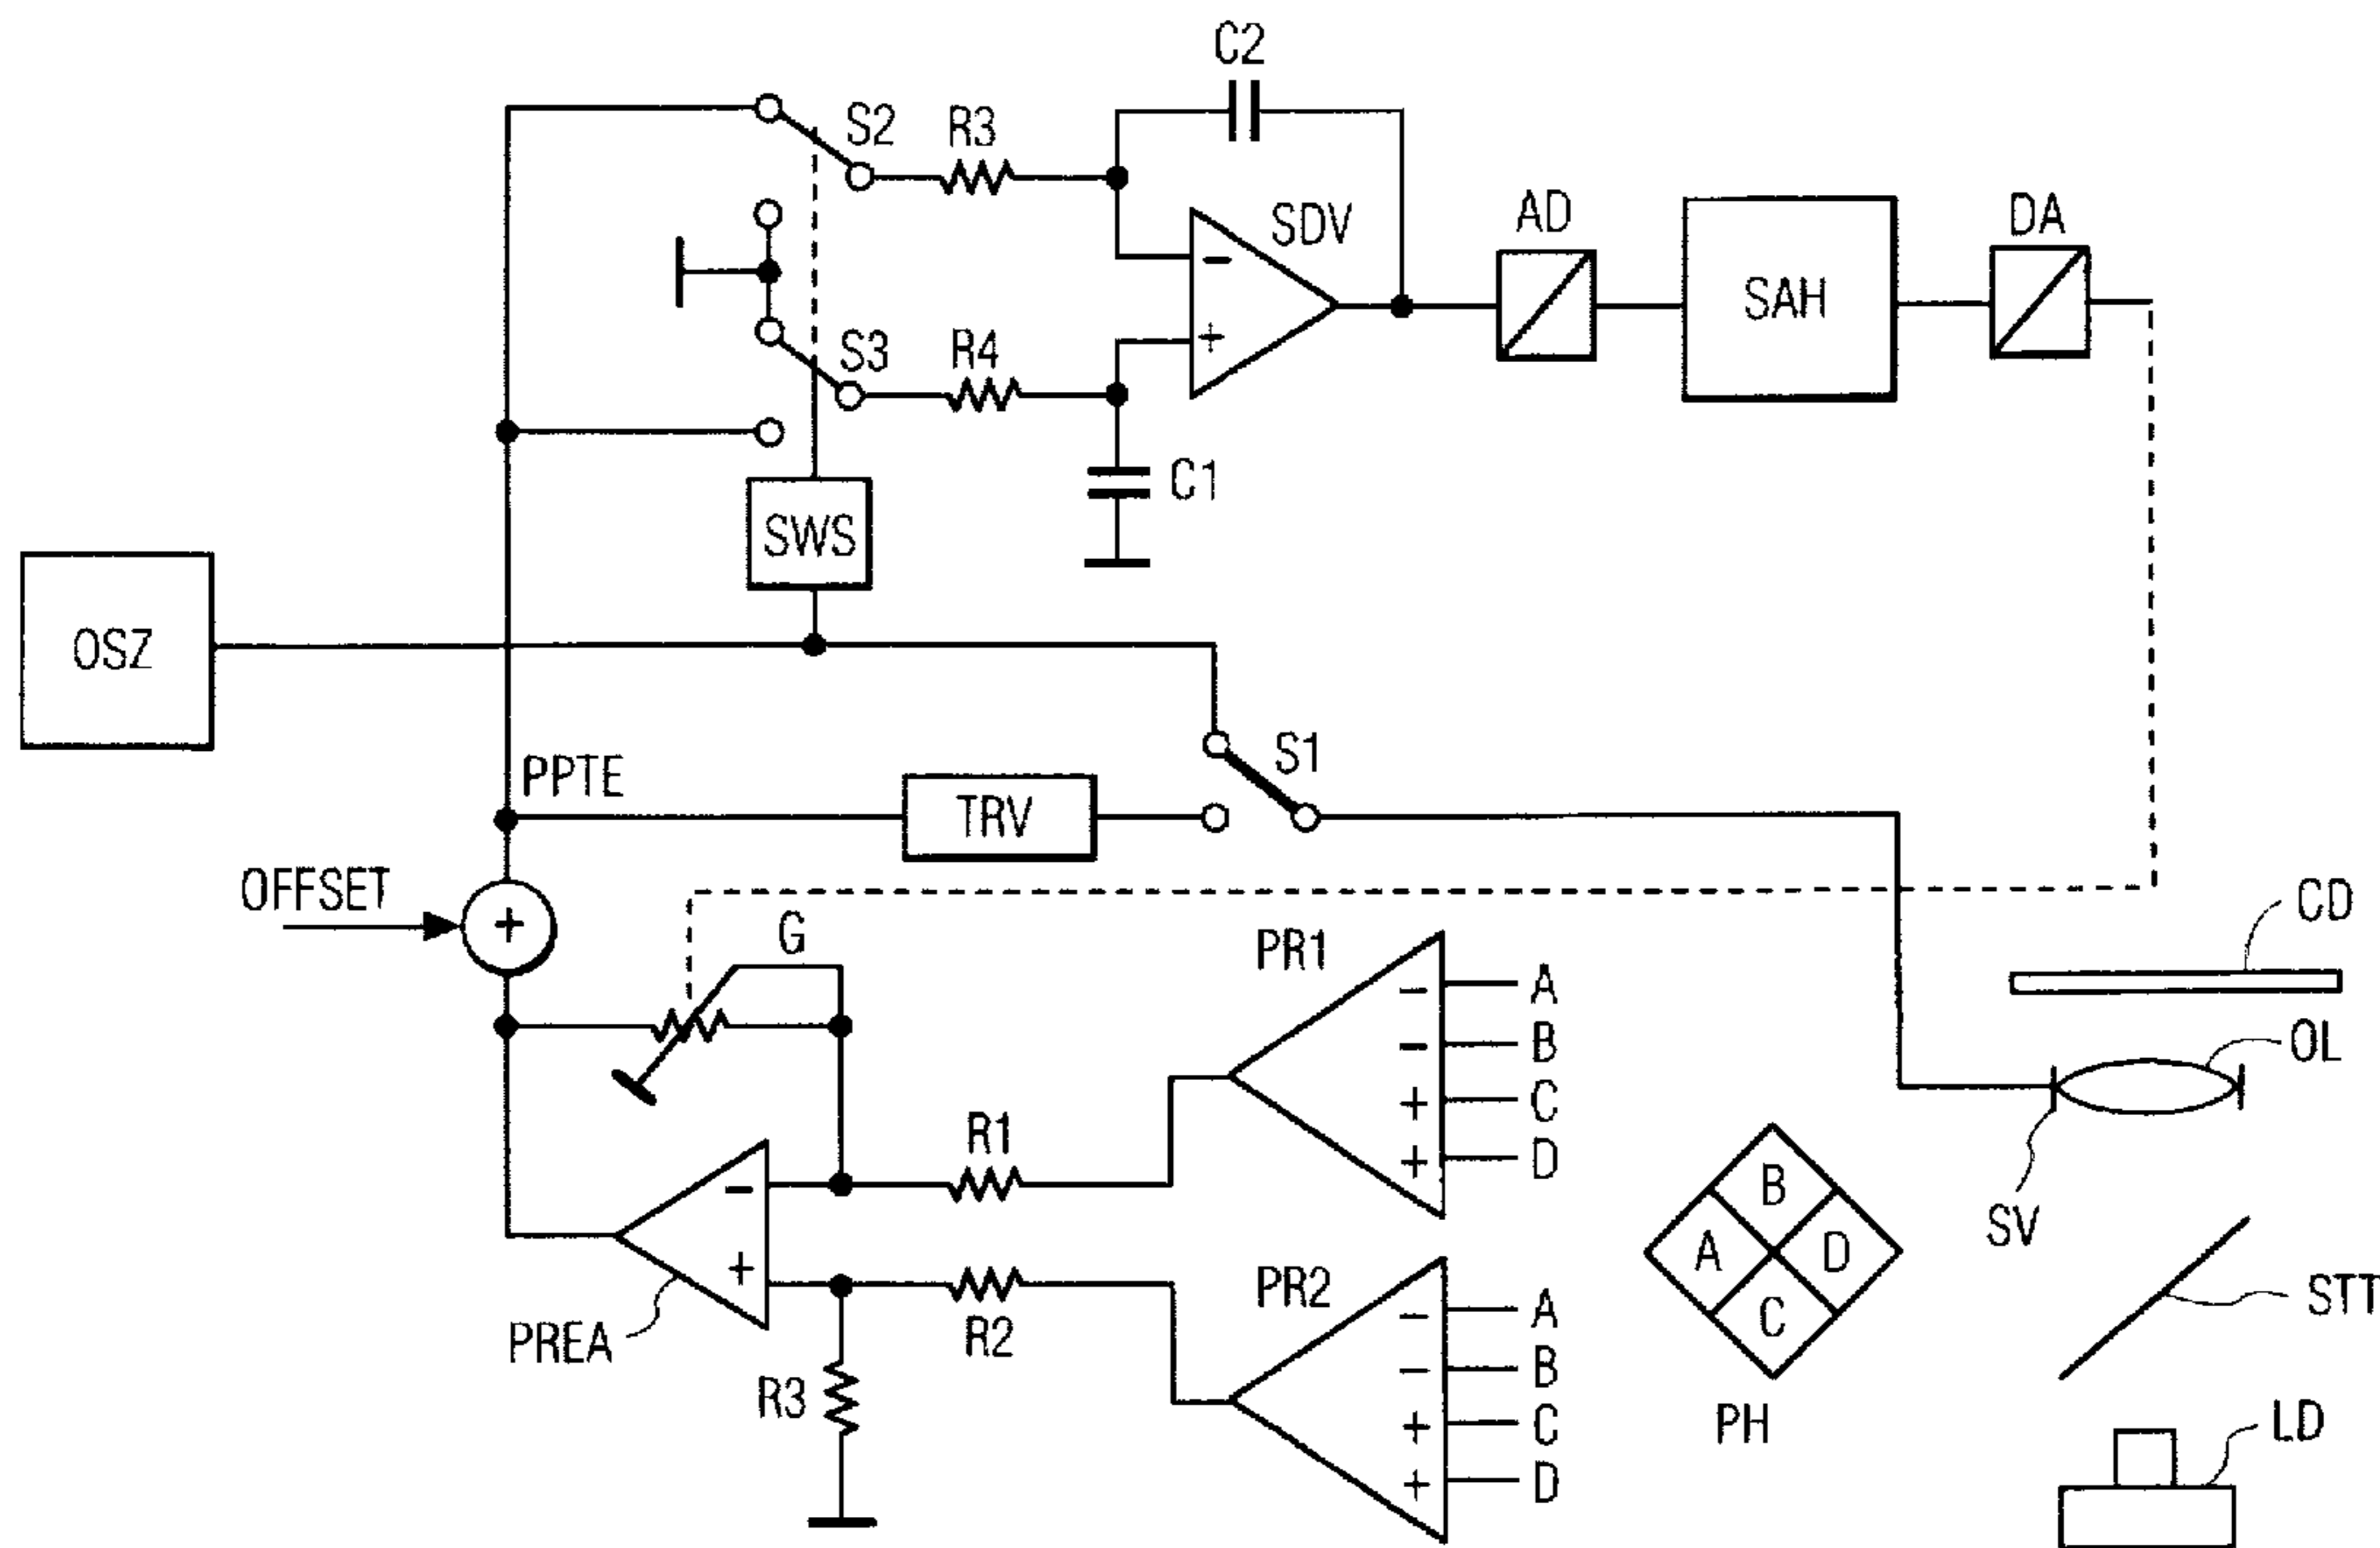 C2
S2
R3
SDV
AD
DA
SAH
-
+
S3
R4
C1
SWS
OSZ
PPTE
S1
TRV
OFFSET
+
G
PR1
CD
- A
- B
+ C
+ D
OL
R1
-
+
PREA
R2
R3
PR2
- A
- B
+ C
+ D
B
A D
C
PH
SV
STT
LD